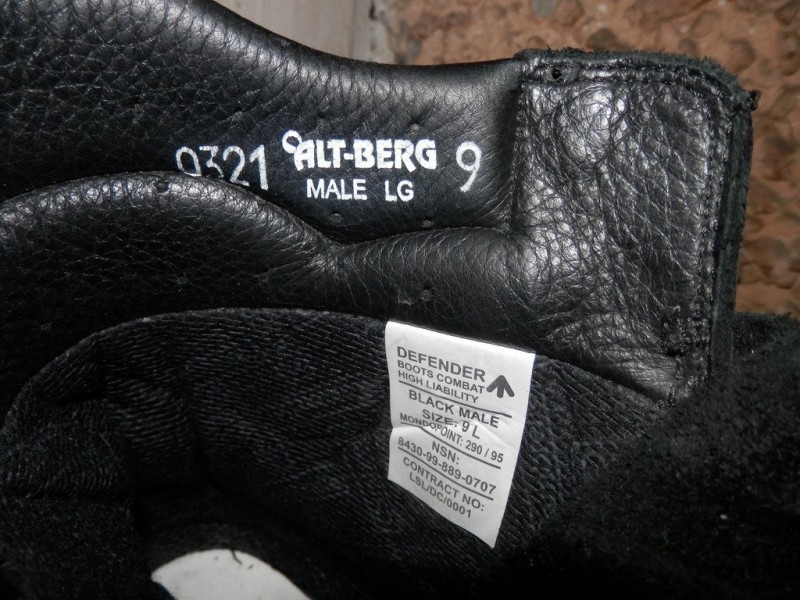 0321 ALT-BERG 9
MALE LG
DEFENDER
BOOTS COMBAT
HIGH LIABILITY
BLACK MALE
SIZE: 9 L
MONDOPOINT: 290 / 95
NSN:
8430-99-889-0707
CONTRACT NO:
LSL/DC/0001